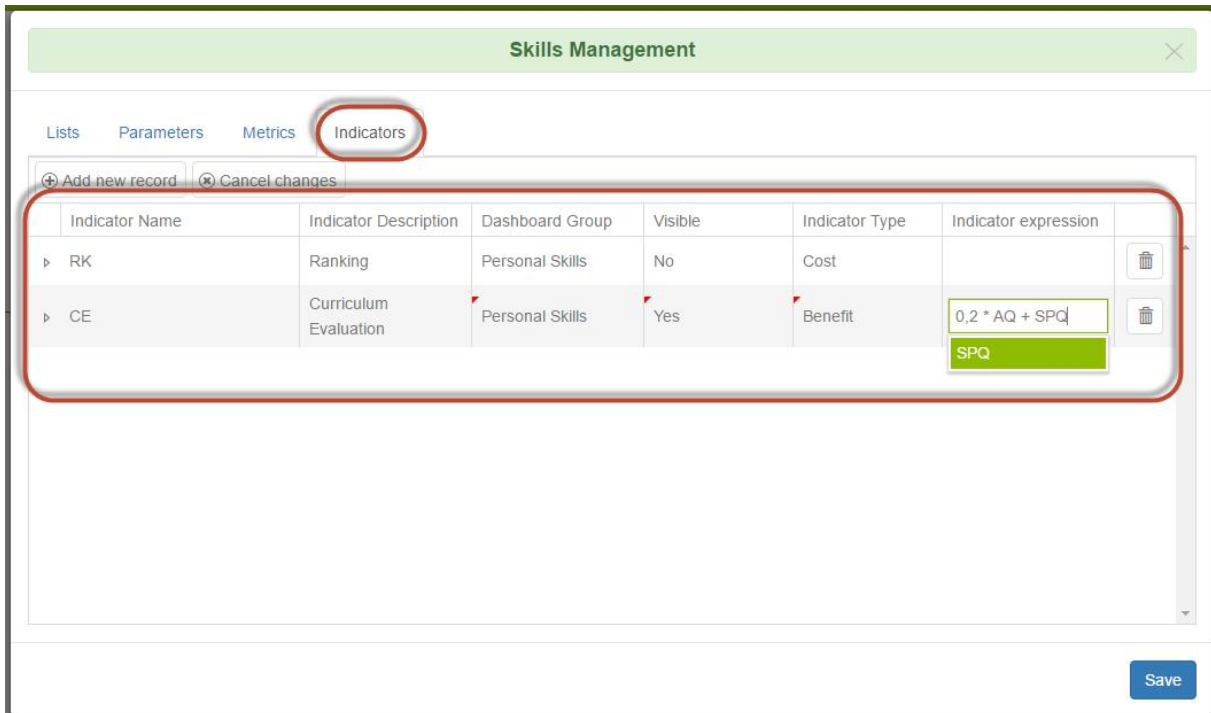 Skills Management
Lists Parameters Metrics Indicators
Add new record Cancel changes
Indicator Name Indicator Description Dashboard Group Visible Indicator Type Indicator expression
RK Ranking Personal Skills No Cost
CE Curriculum Evaluation Personal Skills Yes Benefit 0,2 * AQ + SPQ
SPQ
Save